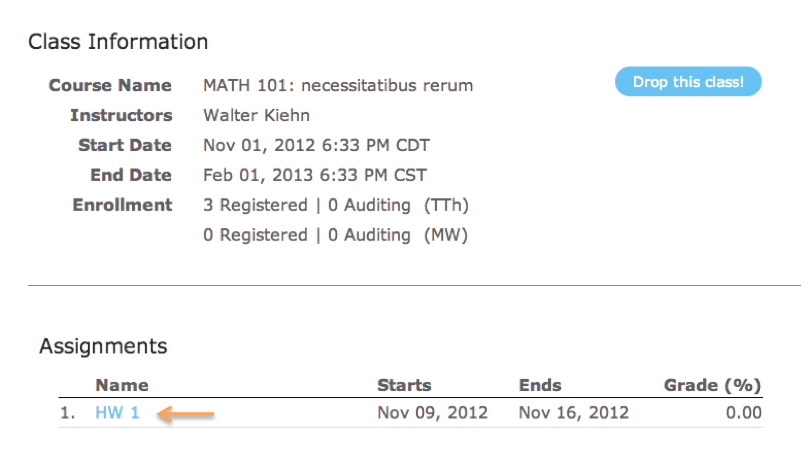 Class Information
Course Name MATH 101: necessitatibus rerum Drop this class!
Instructors Walter Kiehn
Start Date Nov 01, 2012 6:33 PM CDT
End Date Feb 01, 2013 6:33 PM CST
Enrollment 3 Registered | 0 Auditing (TTh)
0 Registered | 0 Auditing (MW)
Assignments
Name Starts Ends Grade (%)
1. HW 1 Nov 09, 2012 Nov 16, 2012 0.00